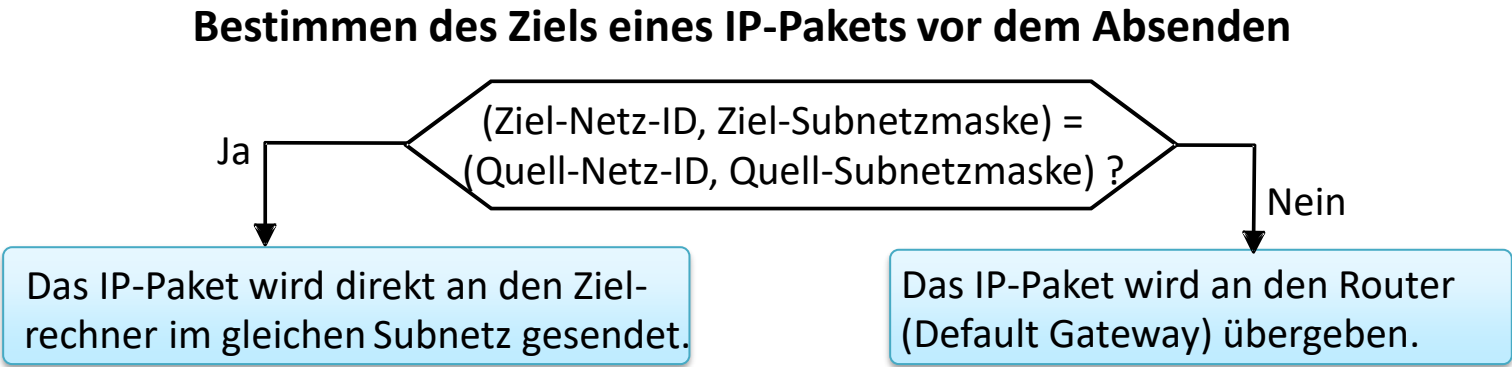 Bestimmen des Ziels eines IP-Pakets vor dem Absenden
(Ziel-Netz-ID, Ziel-Subnetzmaske) =
(Quell-Netz-ID, Quell-Subnetzmaske) ?
Ja
Nein
Das IP-Paket wird direkt an den Ziel-
rechner im gleichen Subnetz gesendet.
Das IP-Paket wird an den Router
(Default Gateway) übergeben.